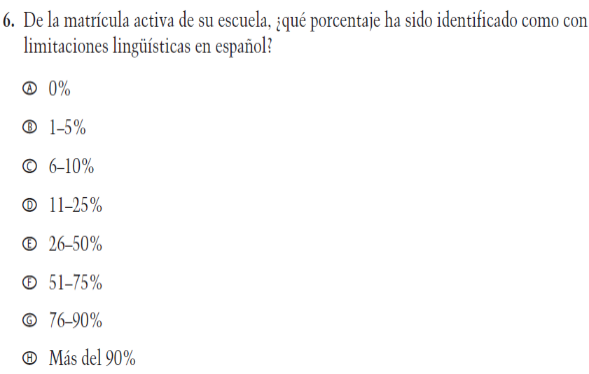 6. De la matrícula activa de su escuela, ¿qué porcentaje ha sido identificado como con
limitaciones lingüísticas en español?
Ⓐ 0%
Ⓑ 1–5%
Ⓒ 6–10%
Ⓓ 11–25%
Ⓔ 26–50%
Ⓕ 51–75%
Ⓖ 76–90%
Ⓗ Más del 90%